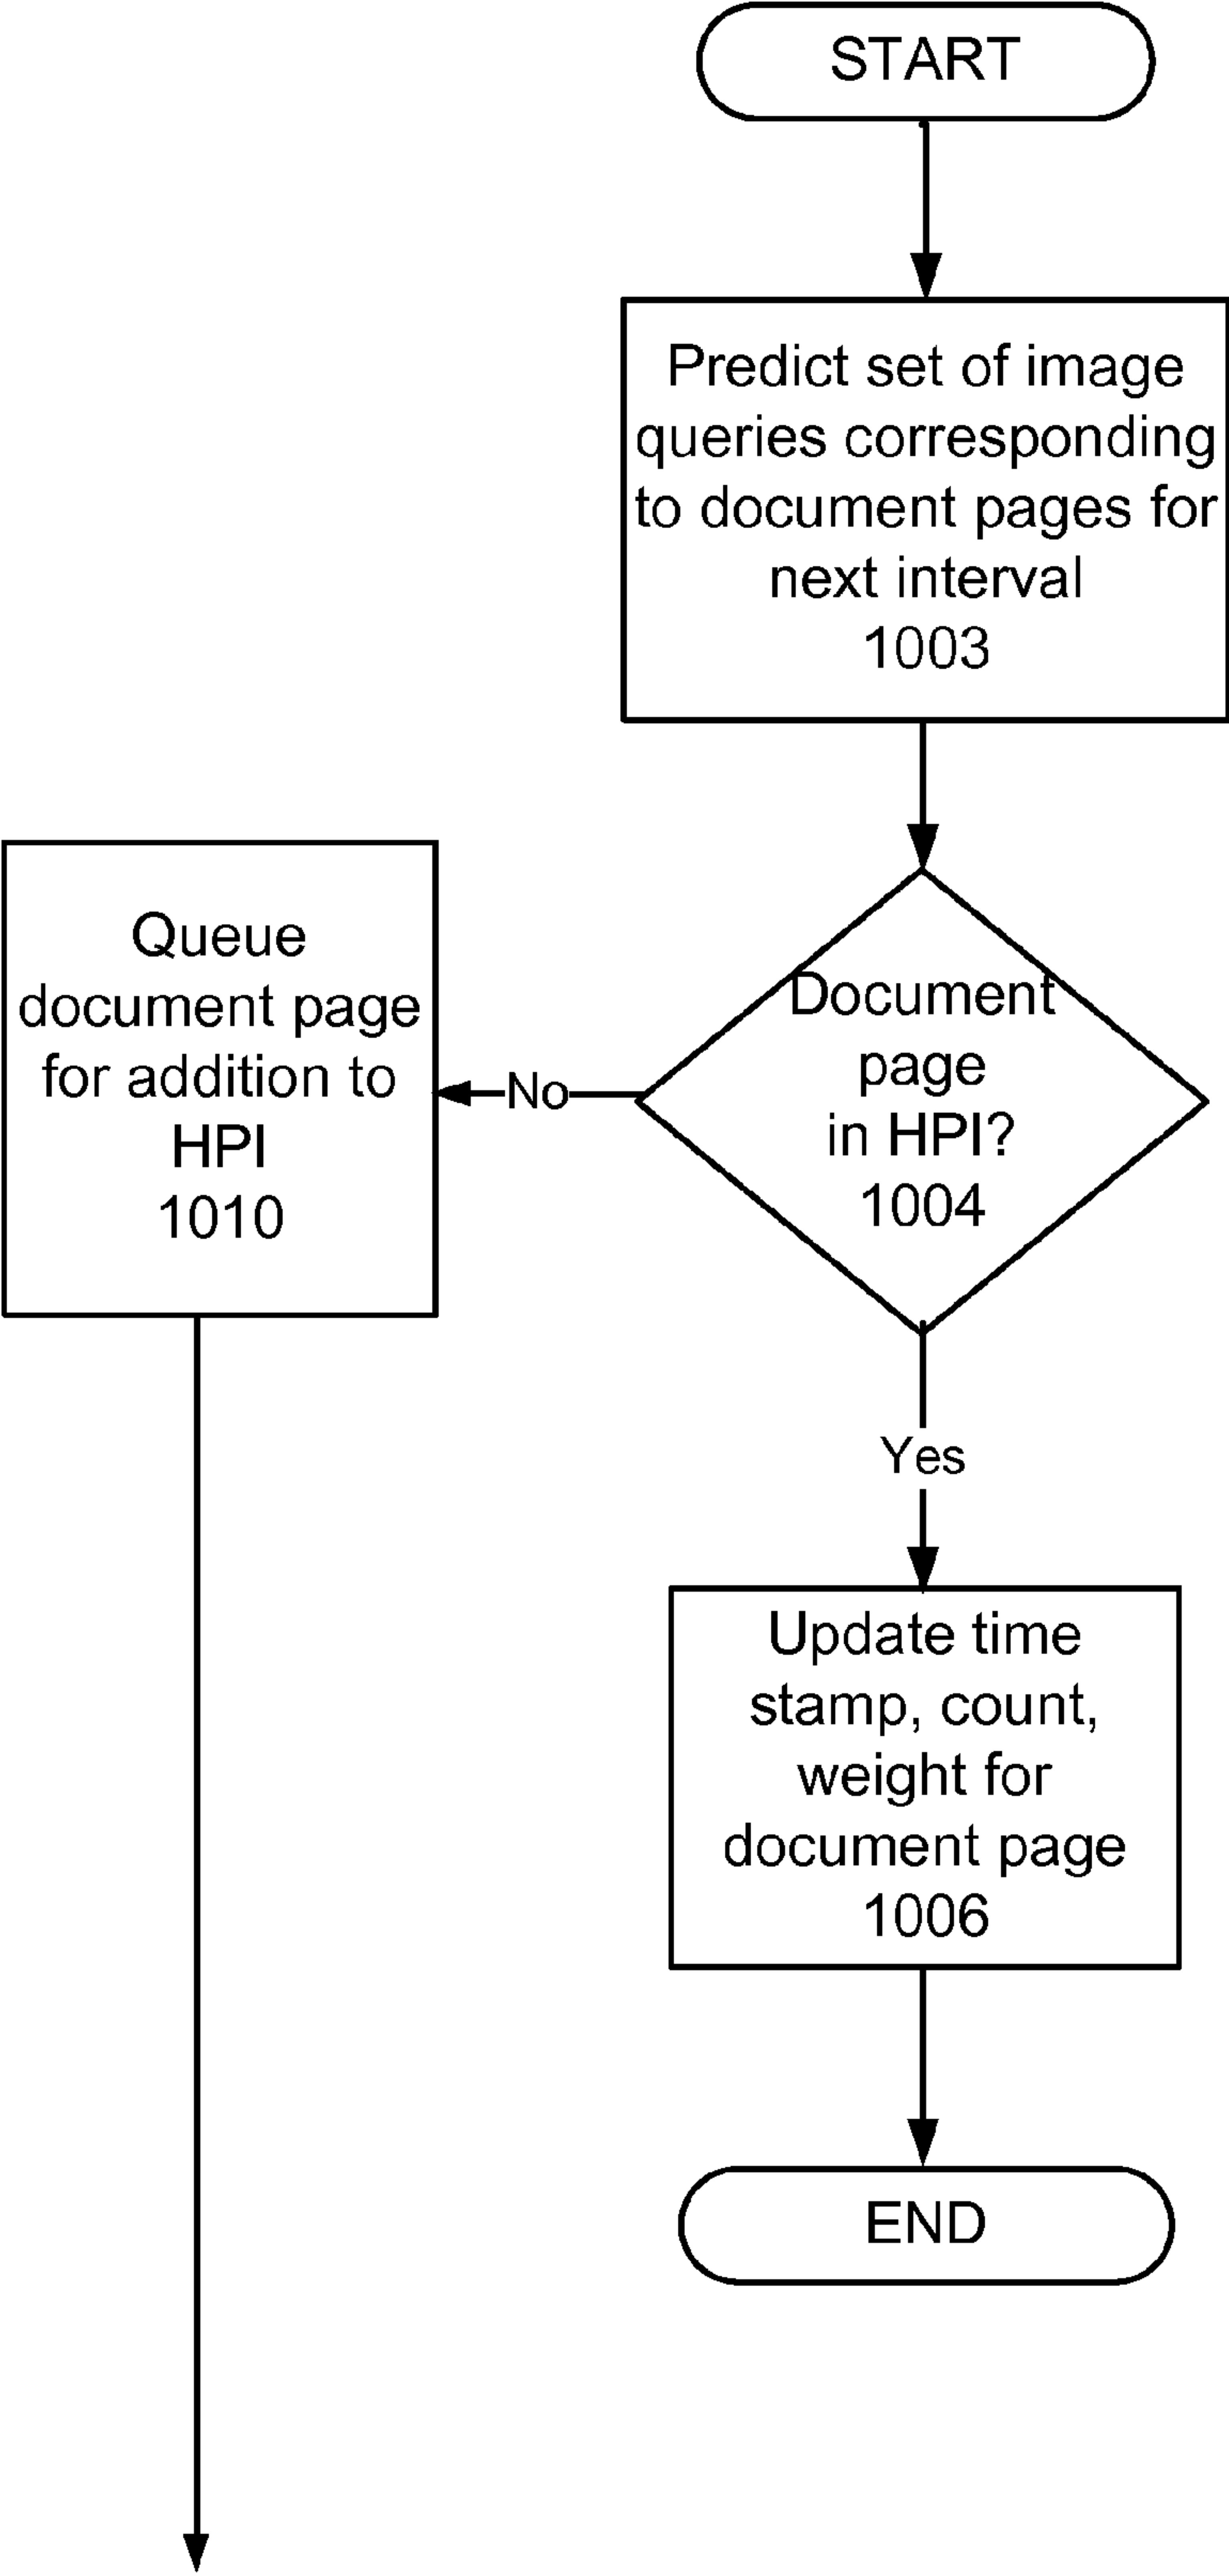 START
Predict set of image
queries corresponding
to document pages for
next interval
1003
Document
page
in HPI?
1004
No
Queue
document page
for addition to
HPI
1010
Yes
Update time
stamp, count,
weight for
document page
1006
END